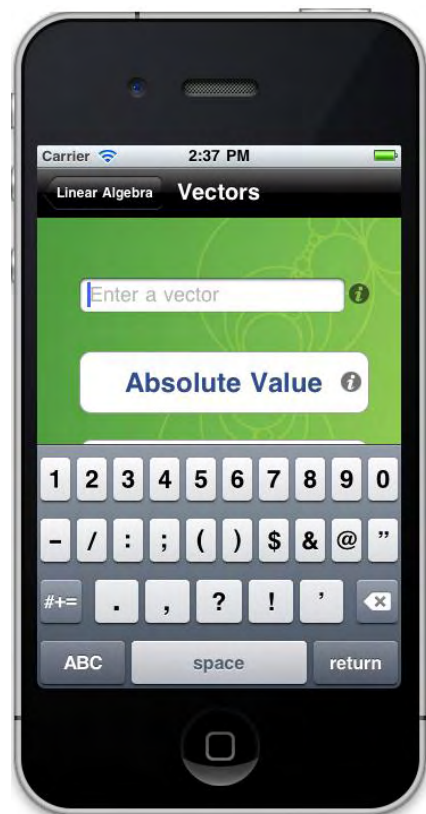 Carrier 2:37 PM
Linear Algebra Vectors
Enter a vector
Absolute Value
1 2 3 4 5 6 7 8 9 0
- / : ; ( ) $ & @ "
#+= . , ? ! ' 
ABC space return